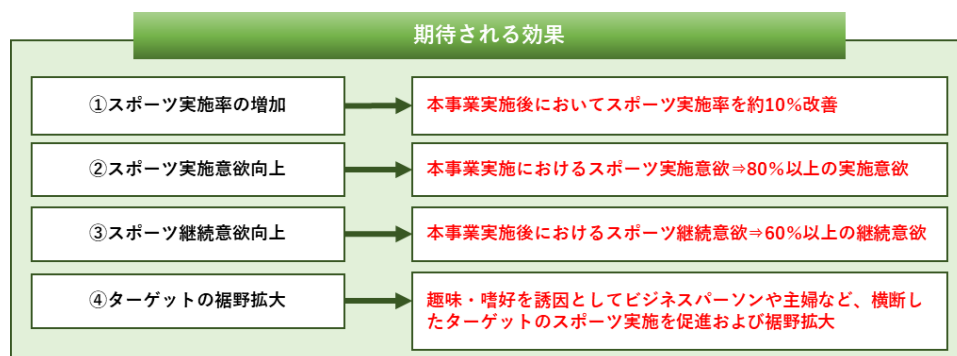 期待される効果
①スポーツ実施率の増加
本事業実施後においてスポーツ実施率を約10%改善
②スポーツ実施意欲向上
本事業実施におけるスポーツ実施意欲⇒80%以上の実施意欲
③スポーツ継続意欲向上
本事業実施後におけるスポーツ継続意欲⇒60%以上の継続意欲
④ターゲットの裾野拡大
趣味・嗜好を誘因としてビジネスパーソンや主婦など、横断し
たターゲットのスポーツ実施を促進および裾野拡大